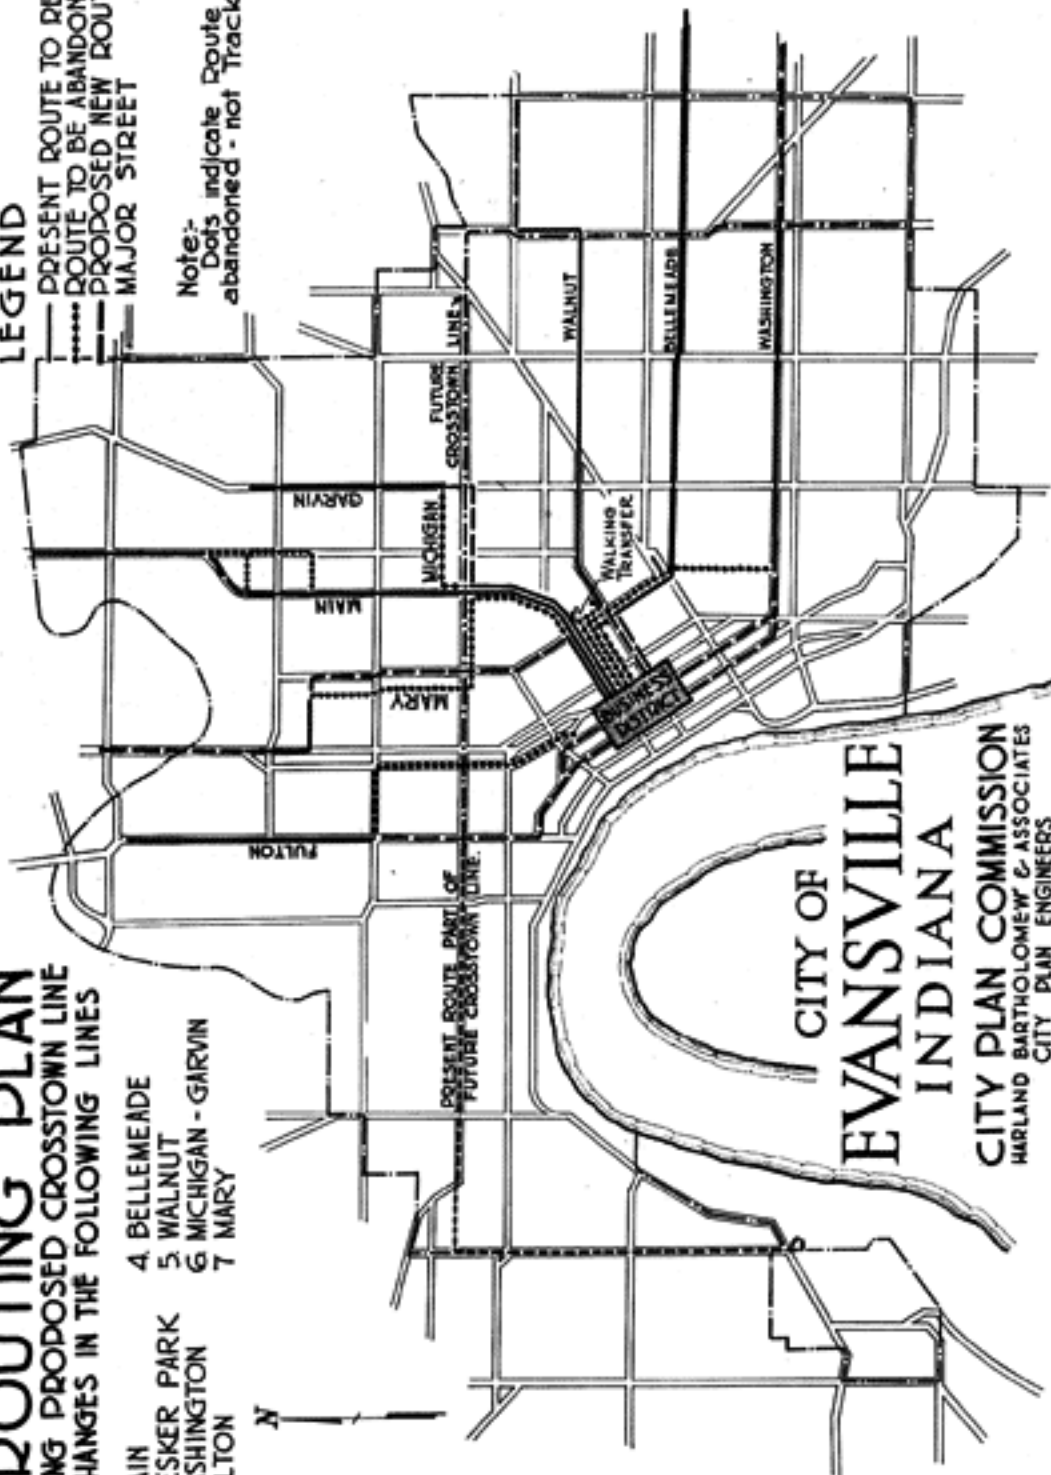 ROUTING PLAN
NG PROPOSED CROSSTOWN LINE
HANGES IN THE FOLLOWING LINES
AIN
ESKER PARK
SHINGTON
LTON
4. BELLEMEADE
5. WALNUT
6 MICHIGAN - GARVIN
7 MARY
N
LEGEND
PRESENT ROUTE TO RE
ROUTE TO BE ABANDON
PROPOSED NEW ROUT
MAJOR STREET
Note:-
Dots indicate Route
abandoned - not Track
GARVIN
MAIN
MARY
FULTON
MICHIGAN
FUTURE
CROSSTOWN LINE
WALNUT
BELLEMEADE
WASHINGTON
WALKING
TRANSFER
BUSINESS
DISTRICT
PRESENT ROUTE PART OF
FUTURE CROSSTOWN LINE.
CITY OF
EVANSVILLE
INDIANA
CITY PLAN COMMISSION
HARLAND BARTHOLOMEW & ASSOCIATES
CITY PLAN ENGINEERS